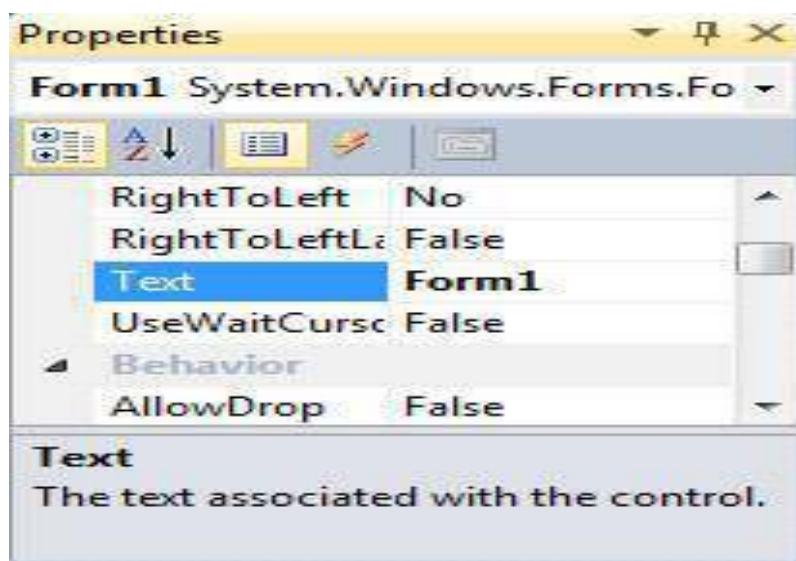 Properties
Form1 System.Windows.Forms.Fo
RightToLeft No
RightToLeftLa False
Text Form1
UseWaitCursc False
Behavior
AllowDrop False
Text
The text associated with the control.